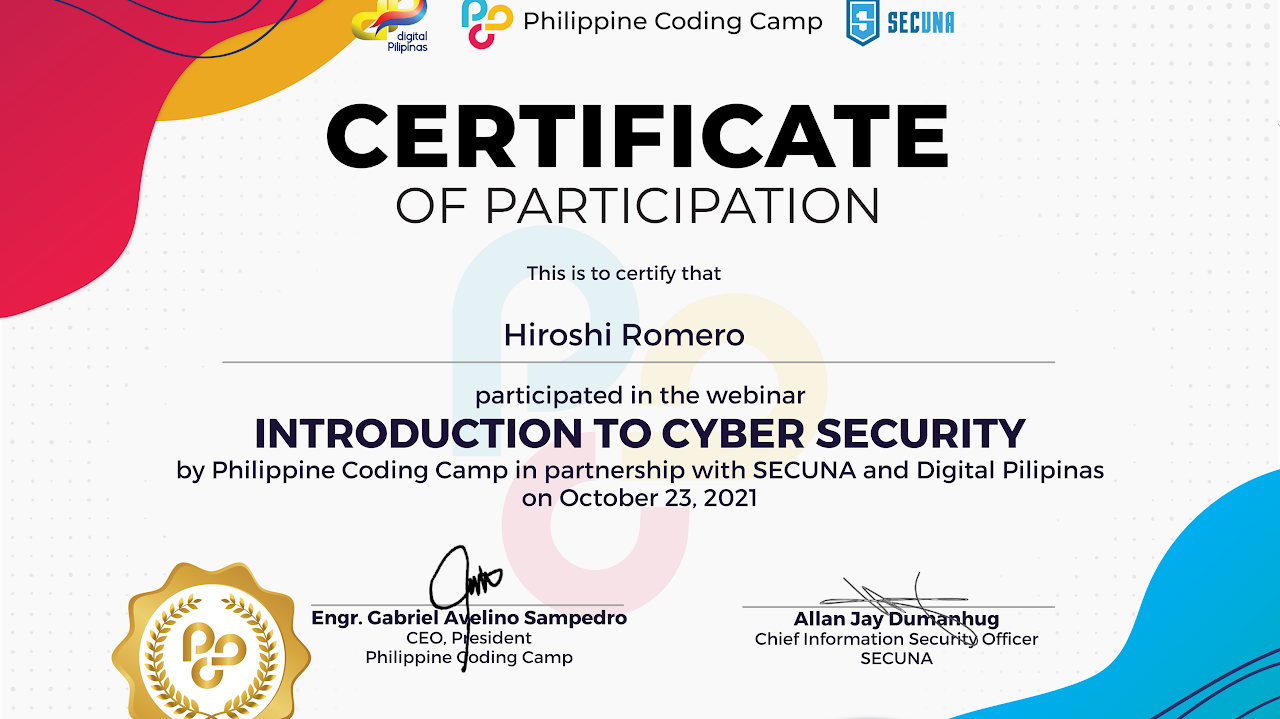 digital
Pilipinas
Philippine Coding Camp
SECUNA
CERTIFICATE
OF PARTICIPATION
This is to certify that
Hiroshi Romero
participated in the webinar
INTRODUCTION TO CYBER SECURITY
by Philippine Coding Camp in partnership with SECUNA and Digital Pilipinas
on October 23, 2021
Engr. Gabriel Avelino Sampedro
CEO, President
Philippine Coding Camp
Allan Jay Dumanhug
Chief Information Security Officer
SECUNA